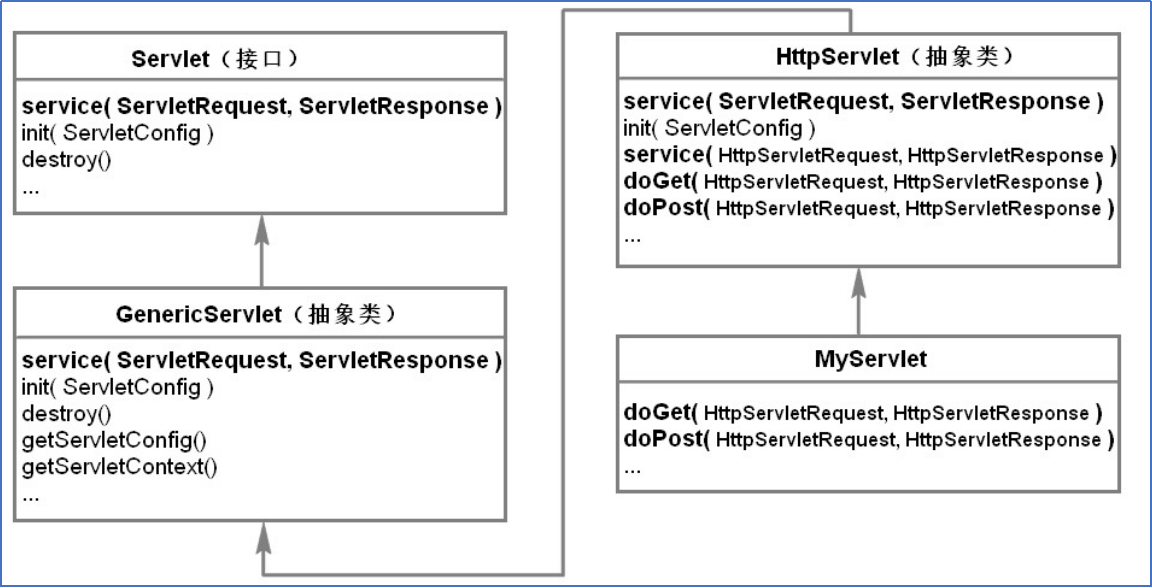 Servlet（接口）
service( ServletRequest, ServletResponse )
init( ServletConfig )
destroy()
...
GenericServlet（抽象类）
service( ServletRequest, ServletResponse )
init( ServletConfig )
destroy()
getServletConfig()
getServletContext()
...
HttpServlet（抽象类）
service( ServletRequest, ServletResponse )
init( ServletConfig )
service( HttpServletRequest, HttpServletResponse )
doGet( HttpServletRequest, HttpServletResponse )
doPost( HttpServletRequest, HttpServletResponse )
...
MyServlet
doGet( HttpServletRequest, HttpServletResponse )
doPost( HttpServletRequest, HttpServletResponse )
...